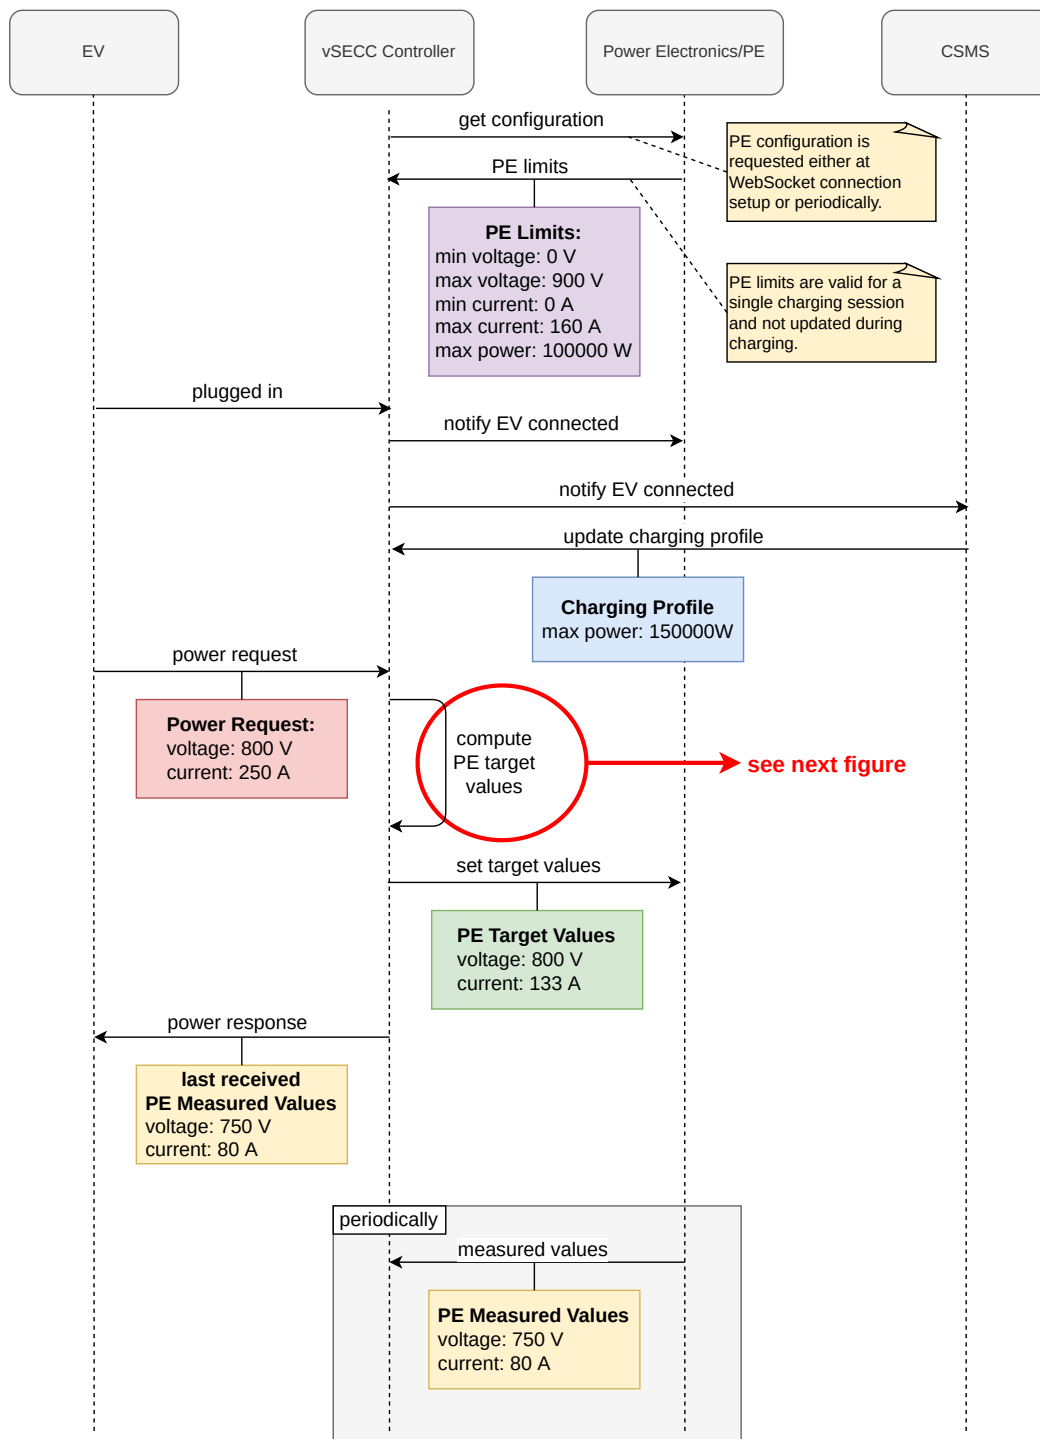 EV
vSECC Controller
Power Electronics/PE
CSMS
get configuration
PE configuration is
requested either at
WebSocket connection
setup or periodically.
PE limits
PE Limits:
min voltage: 0 V
max voltage: 900 V
min current: 0 A
max current: 160 A
max power: 100000 W
PE limits are valid for a
single charging session
and not updated during
charging.
plugged in
notify EV connected
notify EV connected
update charging profile
Charging Profile
max power: 150000W
power request
Power Request:
voltage: 800 V
current: 250 A
compute
PE target
values
see next figure
set target values
PE Target Values
voltage: 800 V
current: 133 A
power response
last received
PE Measured Values
voltage: 750 V
current: 80 A
periodically
measured values
PE Measured Values
voltage: 750 V
current: 80 A